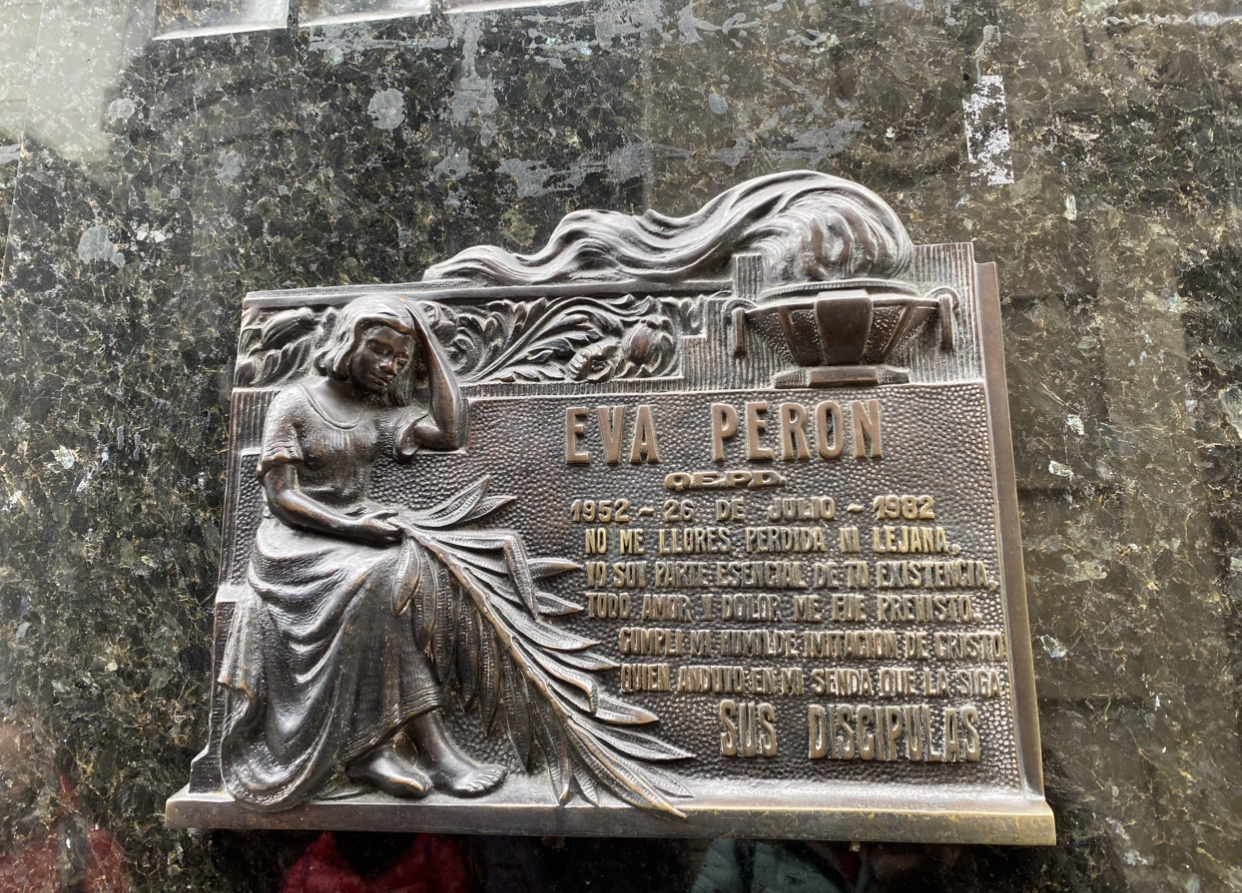 EVA PERON
QEPD.
1952 - 26 DE JULIO - 1982
NO ME LLORES PERDIDA NI LEJANA.
YO SOY PARTE ESENCIAL DE TU EXISTENCIA.
TODO AMOR Y DOLOR ME FUE PREVISTO.
CUMPLI MI HUMILDE IMITACION DE CRISTO
QUIEN ANDUVO EN MI SENDA QUE LA SIGA.
SUS DISCIPULAS